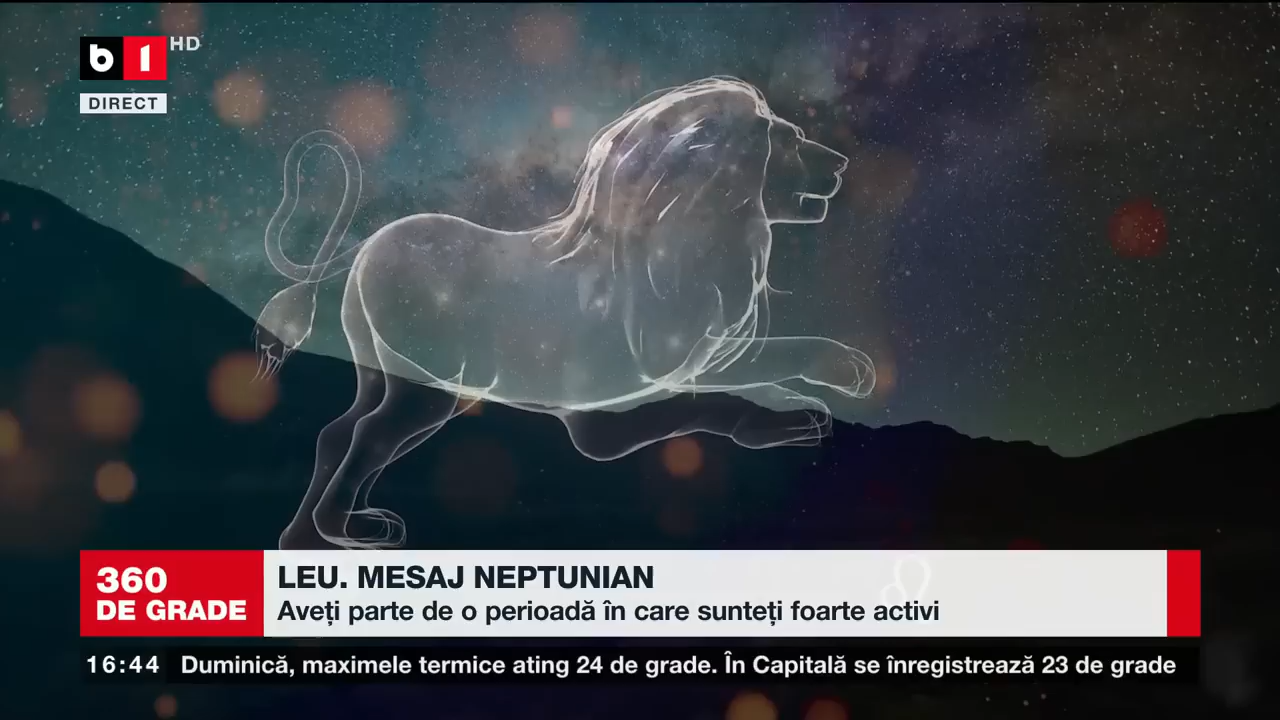 b1 HD
DIRECT
360
DE GRADE
LEU. MESAJ NEPTUNIAN
Aveți parte de o perioadă în care sunteți foarte activi
16:44 Duminică, maximele termice ating 24 de grade. În Capitală se înregistrează 23 de grade